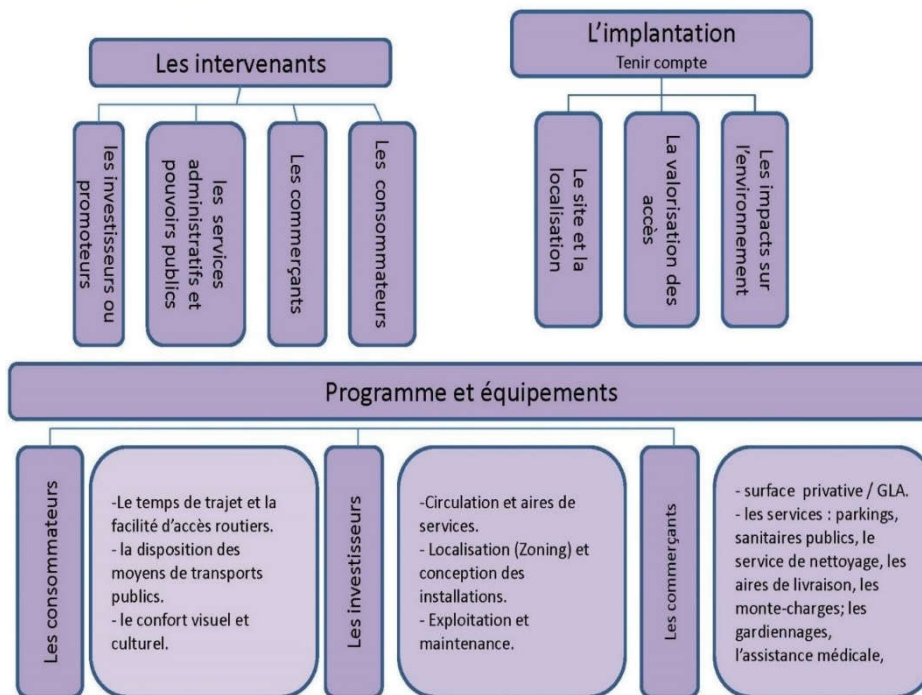 Les intervenants
les investisseurs ou
promoteurs
les services
administratifs et
pouvoirs publics
Les commerçants
Les consommateurs
L'implantation
Tenir compte
Le site et la
localisation
La valorisation des
accès
Les impacts sur
l'environnement
Programme et équipements
Les consommateurs
-Le temps de trajet et la
facilité d'accès routiers.
- la disposition des
moyens de transports
publics.
- le confort visuel et
culturel.
Les investisseurs
-Circulation et aires de
services.
- Localisation (Zoning) et
conception des
installations.
- Exploitation et
maintenance.
Les commerçants
- surface privative / GLA.
- les services : parkings,
sanitaires publics, le
service de nettoyage, les
aires de livraison, les
monte-charges; les
gardiennages,
l'assistance médicale,